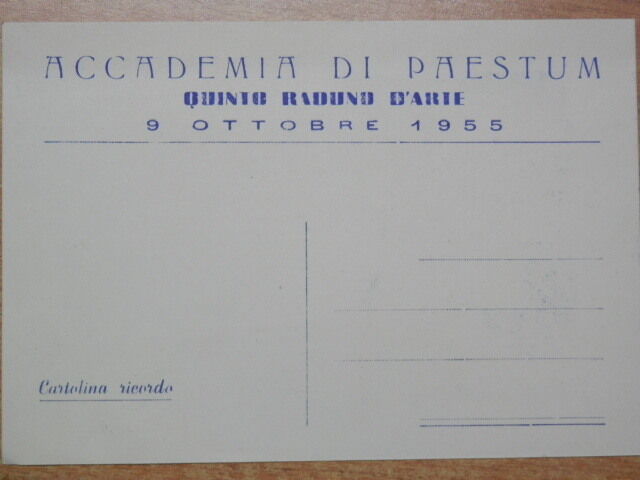 ACCADEMIA DI PAESTUM
QUINTO RADUNO D'ARTE
9 OTTOBRE 1955
Cartolina ricordo